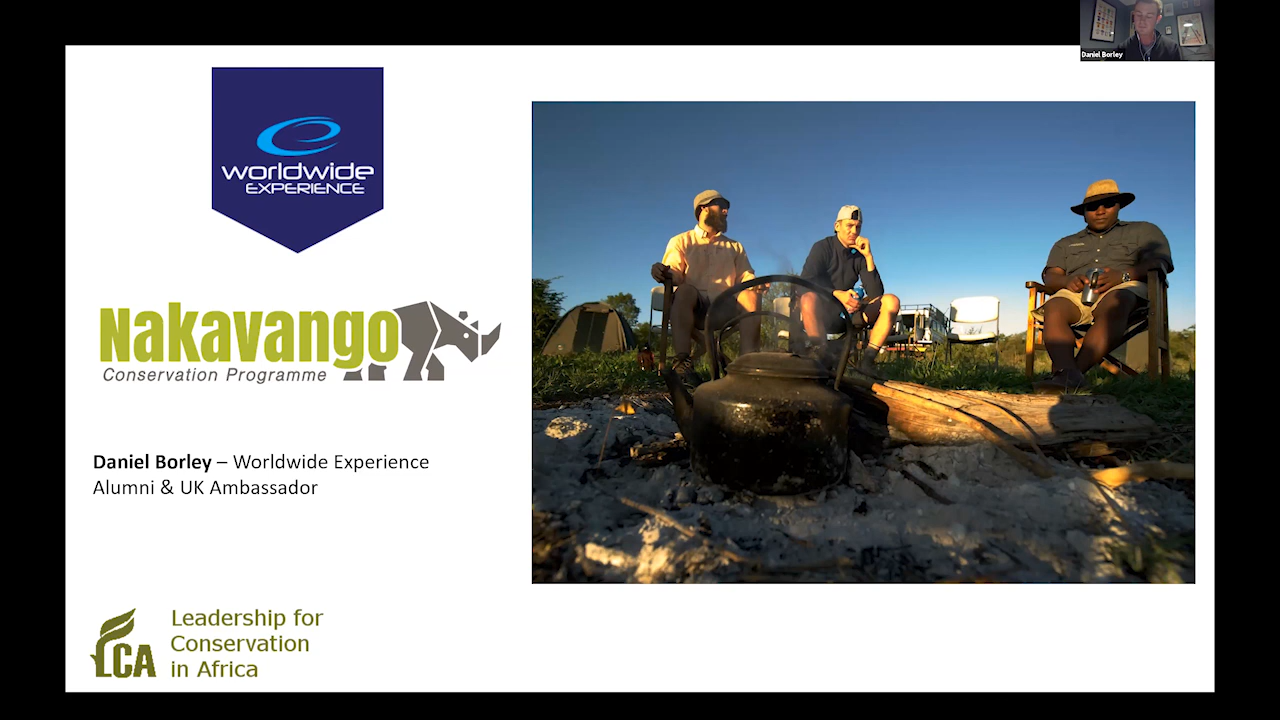 Daniel Borley
worldwide
EXPERIENCE
Nakavango
Conservation Programme
Daniel Borley – Worldwide Experience
Alumni & UK Ambassador
LCA
Leadership for
Conservation
in Africa